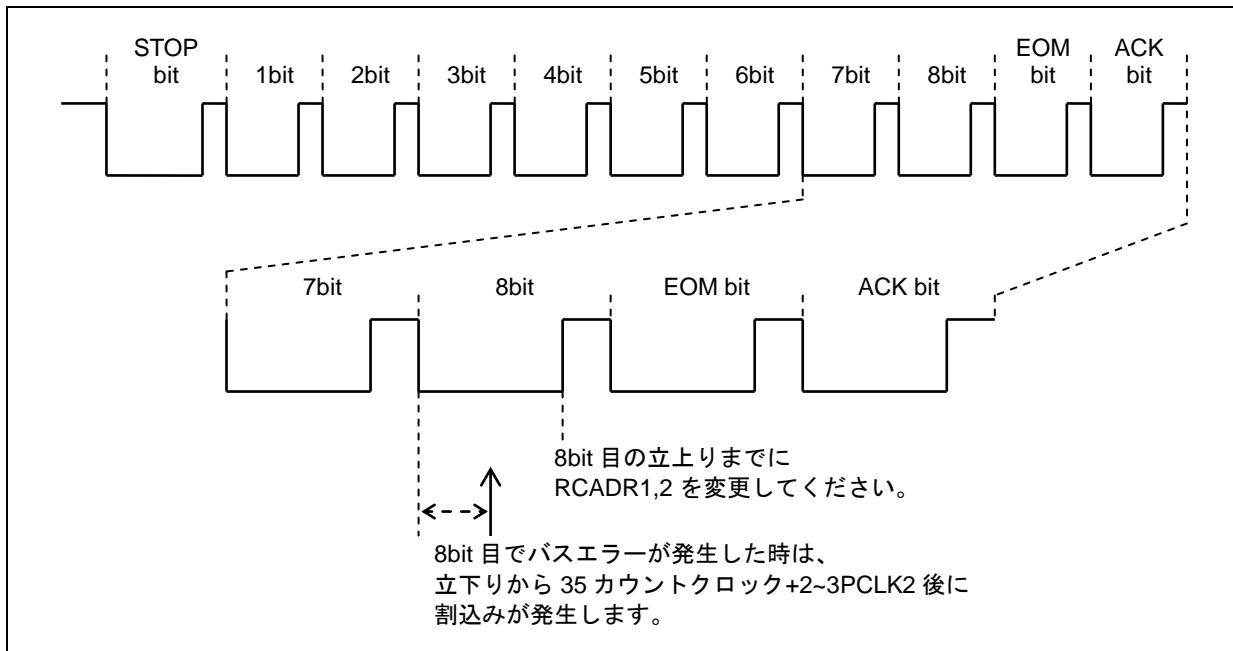 STOP bit 1bit 2bit 3bit 4bit 5bit 6bit 7bit 8bit EOM bit ACK bit
7bit 8bit EOM bit ACK bit
8bit 目の立上りまでに
RCADR1,2 を変更してください。
8bit 目でバスエラーが発生した時は、
立下りから 35 カウントクロック+2~3PCLK2 後に
割込みが発生します。